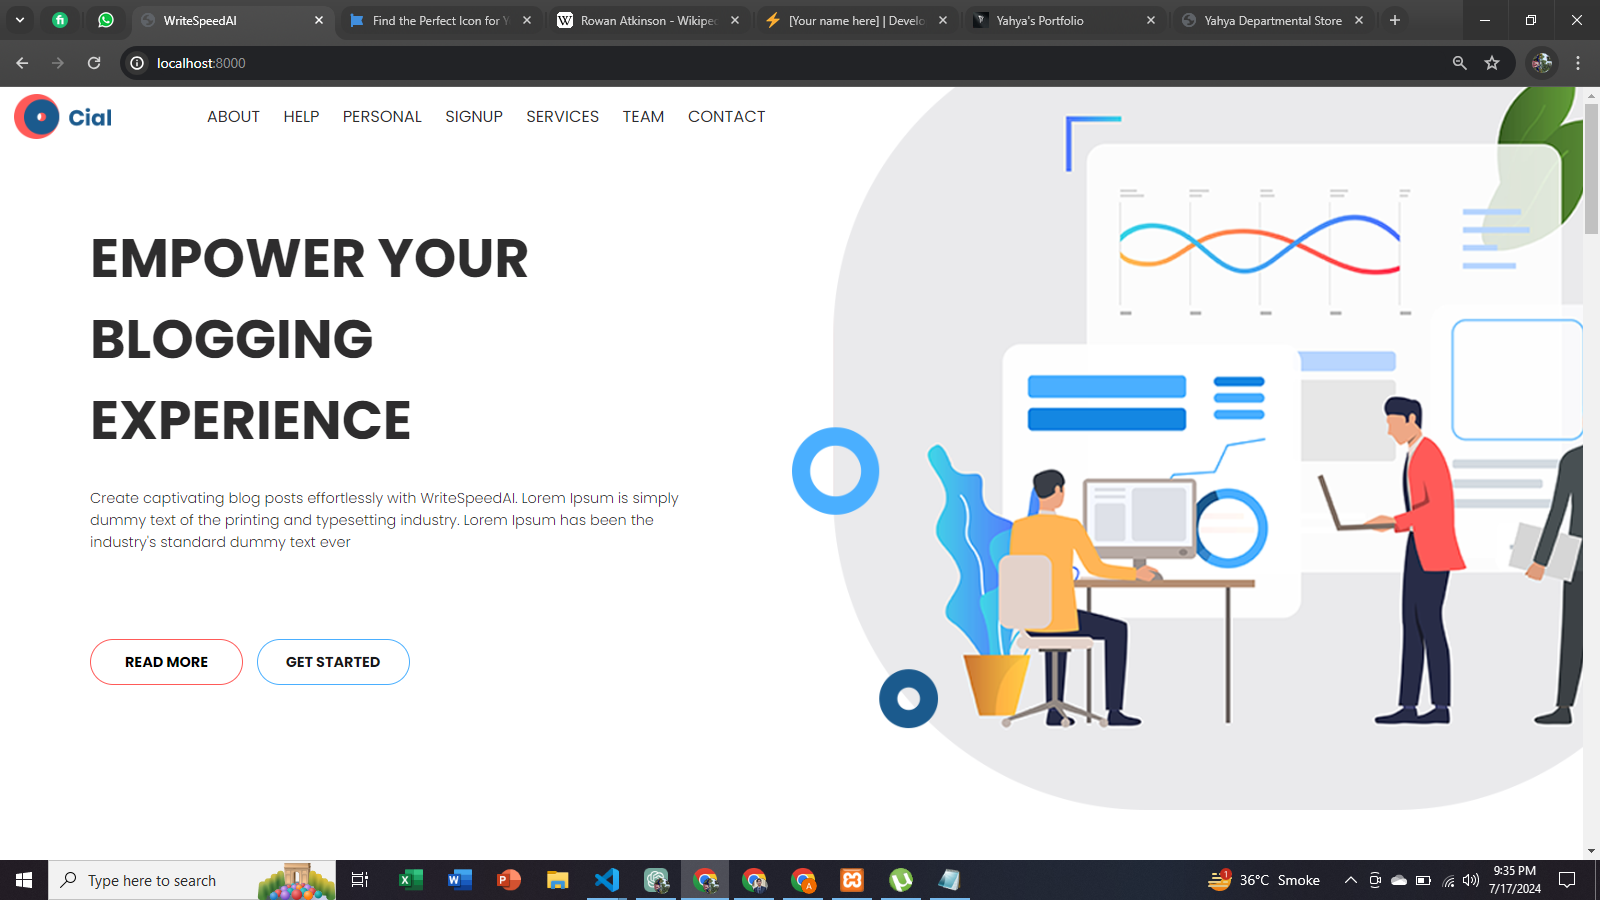 WriteSpeedAI
Find the Perfect Icon for Y
Rowan Atkinson - Wikipe
[Your name here] | Develo
Yahya's Portfolio
Yahya Departmental Store
localhost:8000
Cial
ABOUT HELP PERSONAL SIGNUP SERVICES TEAM CONTACT
EMPOWER YOUR
BLOGGING
EXPERIENCE
Create captivating blog posts effortlessly with WriteSpeedAI. Lorem Ipsum is simply
dummy text of the printing and typesetting industry. Lorem Ipsum has been the
industry's standard dummy text ever
READ MORE GET STARTED
Type here to search
1
36°C Smoke
9:35 PM
7/17/2024